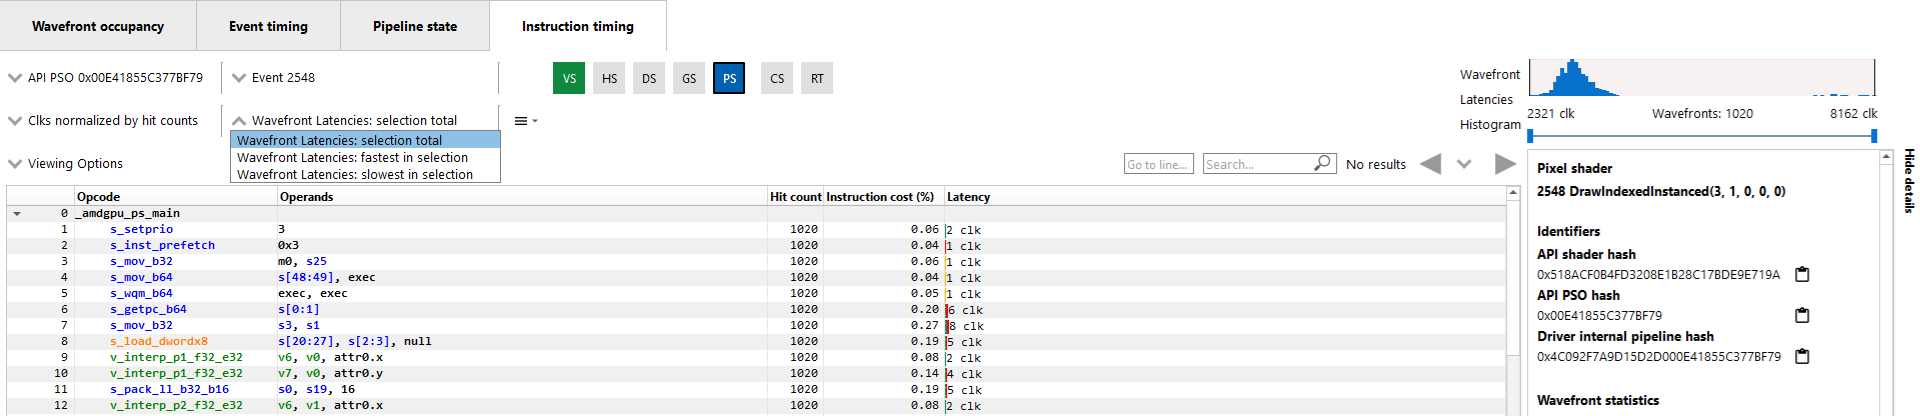 Wavefront occupancy Event timing Pipeline state Instruction timing
API PSO 0x00E41855C377BF79 Event 2548 VS HS DS GS PS CS RT
Clks normalized by hit counts Wavefront Latencies: selection total
Wavefront Latencies: selection total
Wavefront Latencies: fastest in selection
Wavefront Latencies: slowest in selection
Viewing Options Go to line... Search... No results
Opcode Operands Hit count Instruction cost (%) Latency
0 _amdgpu_ps_main
1 s_setprio 3 1020 0.06 2 clk
2 s_inst_prefetch 0x3 1020 0.04 1 clk
3 s_mov_b32 m0, s25 1020 0.06 1 clk
4 s_mov_b64 s[48:49], exec 1020 0.04 1 clk
5 s_wqm_b64 exec, exec 1020 0.05 1 clk
6 s_getpc_b64 s[0:1] 1020 0.20 6 clk
7 s_mov_b32 s3, s1 1020 0.27 8 clk
8 s_load_dwordx8 s[20:27], s[2:3], null 1020 0.19 5 clk
9 v_interp_p1_f32_e32 v6, v0, attr0.x 1020 0.08 2 clk
10 v_interp_p1_f32_e32 v7, v0, attr0.y 1020 0.14 4 clk
11 s_pack_ll_b32_b16 s0, s19, 16 1020 0.19 5 clk
12 v_interp_p2_f32_e32 v6, v1, attr0.x 1020 0.08 2 clk
Wavefront
Latencies
Histogram
2321 clk Wavefronts: 1020 8162 clk
Pixel shader
2548 DrawIndexedInstanced(3, 1, 0, 0, 0)
Identifiers
API shader hash
0x518ACF0B4FD3208E1B28C17BDE9E719A
API PSO hash
0x00E41855C377BF79
Driver internal pipeline hash
0x4C092F7A9D15D2D000E41855C377BF79
Wavefront statistics
Hide details